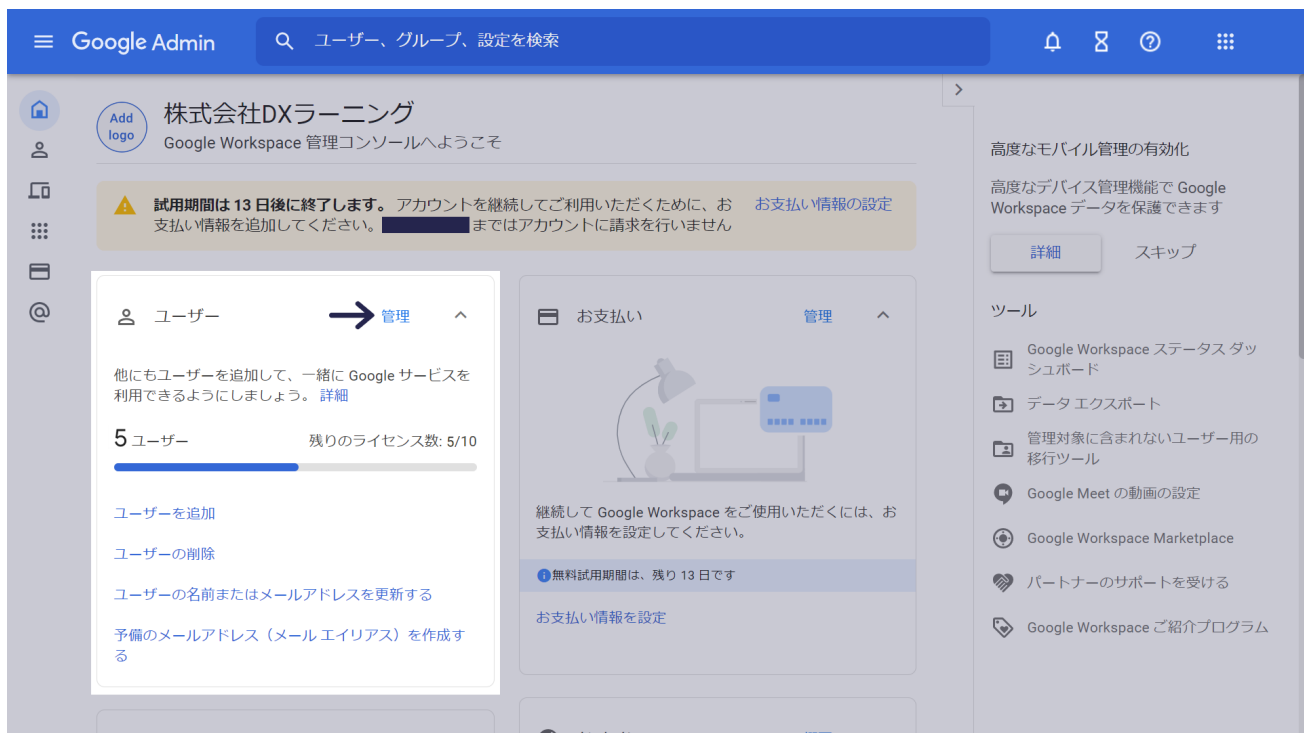 Google Admin
ユーザー、グループ、設定を検索
Add
logo
株式会社DXラーニング
Google Workspace 管理コンソールへようこそ
試用期間は 13 日後に終了します。 アカウントを継続してご利用いただくために、お
支払い情報を追加してください。 まではアカウントに請求を行いません
お支払い情報の設定
ユーザー
管理
他にもユーザーを追加して、一緒に Google サービスを
利用できるようにしましょう。 詳細
5 ユーザー
残りのライセンス数: 5/10
ユーザーを追加
ユーザーの削除
ユーザーの名前またはメールアドレスを更新する
予備のメールアドレス（メール エイリアス）を作成す
る
お支払い
管理
継続して Google Workspace をご使用いただくには、お
支払い情報を設定してください。
無料試用期間は、残り 13 日です
お支払い情報を設定
高度なモバイル管理の有効化
高度なデバイス管理機能で Google
Workspace データを保護できます
詳細
スキップ
ツール
Google Workspace ステータス ダッ
シュボード
データ エクスポート
管理対象に含まれないユーザー用の
移行ツール
Google Meet の動画の設定
Google Workspace Marketplace
パートナーのサポートを受ける
Google Workspace ご紹介プログラム